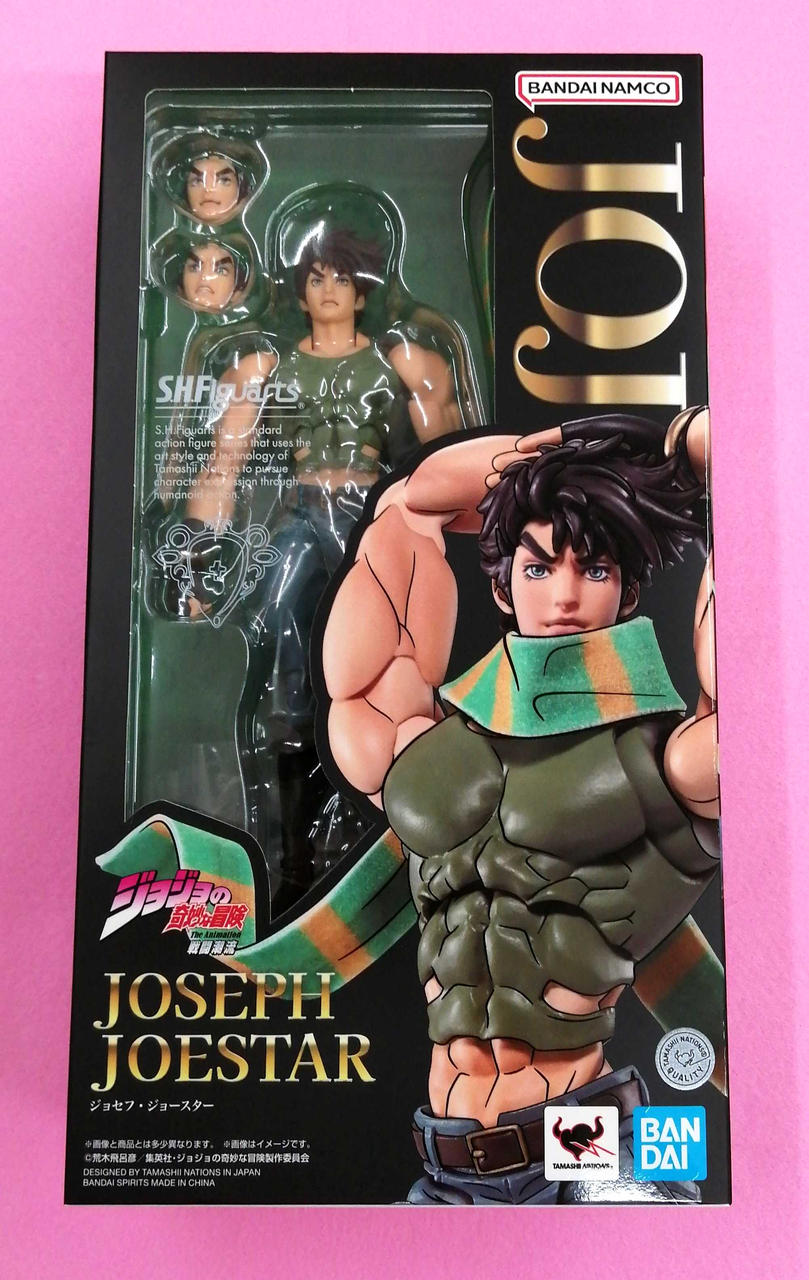 BANDAI NAMCO
JOJ
S.H.Figuarts®
S.H.Figuarts is a standard
action figure series that uses the
art style and technology of
Tamashii Nations to pursue
character expression through
humanoid action.
ジョジョの
奇妙な冒険
The Animation
戦闘潮流
JOSEPH
JOESTAR
ジョセフ・ジョースター
※画像と商品とは多少異なります。 ※画像はイメージです。
©荒木飛呂彦／集英社・ジョジョの奇妙な冒険製作委員会
DESIGNED BY TAMASHII NATIONS IN JAPAN
BANDAI SPIRITS MADE IN CHINA
TAMASHII NATIONS®
QUALITY
TAMASHII NATIONS®
BAN
DAI